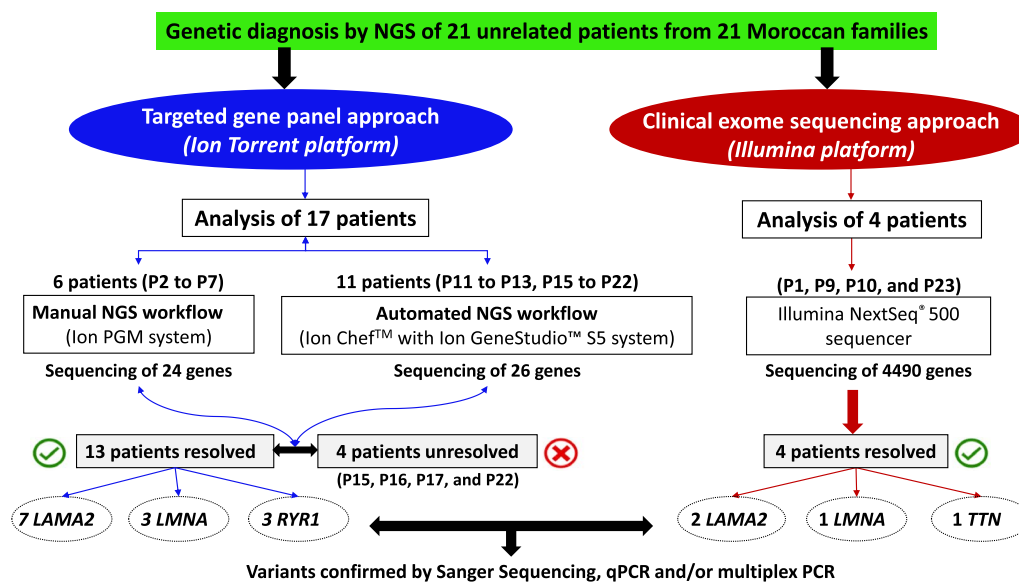 Genetic diagnosis by NGS of 21 unrelated patients from 21 Moroccan families
Targeted gene panel approach
(Ion Torrent platform)
Clinical exome sequencing approach
(Illumina platform)
Analysis of 17 patients
Analysis of 4 patients
6 patients (P2 to P7)
11 patients (P11 to P13, P15 to P22)
(P1, P9, P10, and P23)
Manual NGS workflow
(Ion PGM system)
Automated NGS workflow
(Ion Chef™ with Ion GeneStudio™ S5 system)
Illumina NextSeq® 500
sequencer
Sequencing of 24 genes
Sequencing of 26 genes
Sequencing of 4490 genes
13 patients resolved
4 patients unresolved
(P15, P16, P17, and P22)
4 patients resolved
7 LAMA2
3 LMNA
3 RYR1
2 LAMA2
1 LMNA
1 TTN
Variants confirmed by Sanger Sequencing, qPCR and/or multiplex PCR